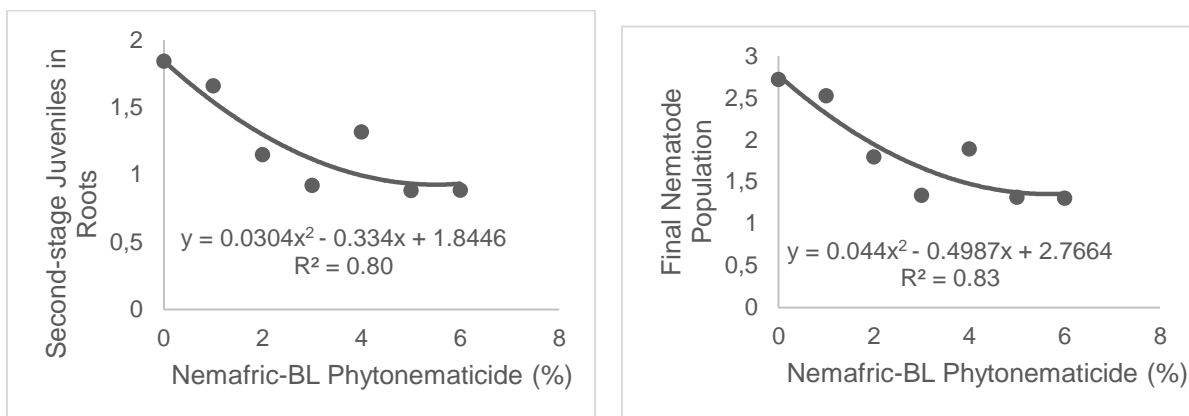 Second-stage Juveniles in
Roots
2
1,5
1
0,5
0
y = 0.0304x² - 0.334x + 1.8446
R² = 0.80
0 2 4 6 8
Nemafric-BL Phytonematicide (%)
Final Nematode
Population
3
2,5
2
1,5
1
0,5
0
y = 0.044x² - 0.4987x + 2.7664
R² = 0.83
0 2 4 6 8
Nemafric-BL Phytonematicide (%)